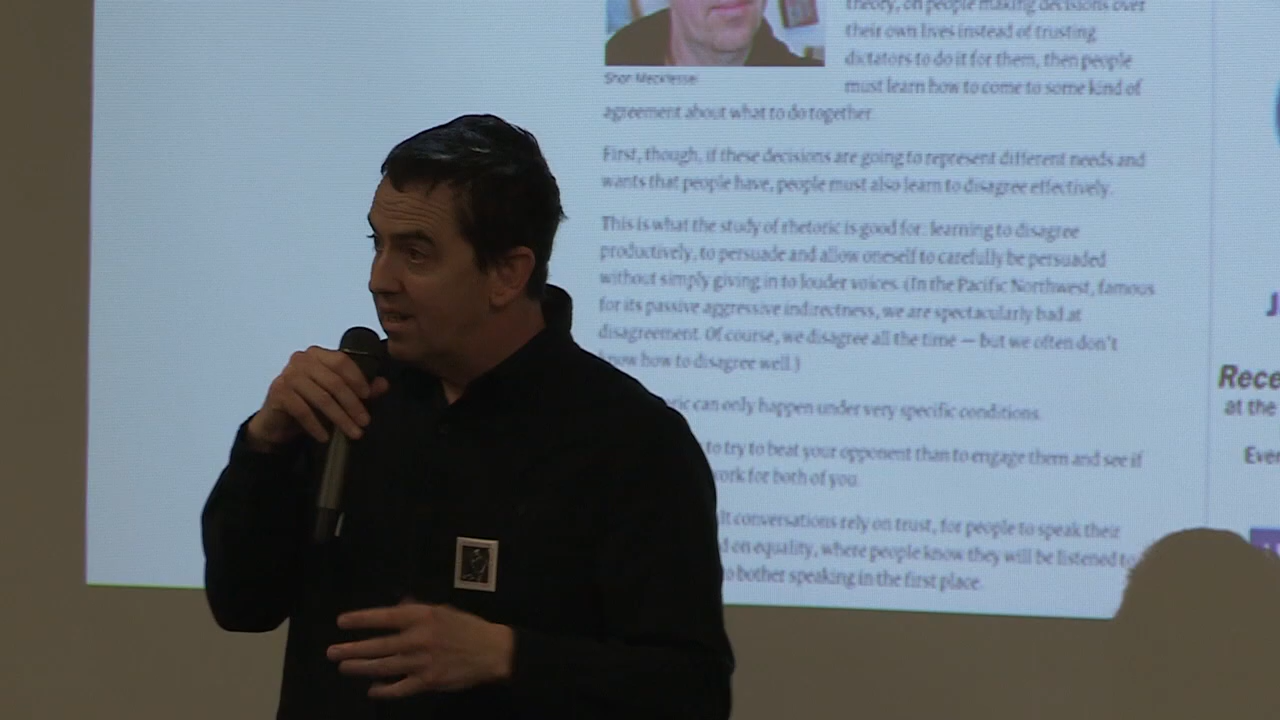 theory, on people making decisions over
their own lives instead of trusting
dictators to do it for them, then people
must learn how to come to some kind of
agreement about what to do together.
First, though, if these decisions are going to represent different needs and
wants that people have, people must also learn to disagree effectively.
This is what the study of rhetoric is good for: learning to disagree
productively, to persuade and allow oneself to carefully be persuaded
without simply giving in to louder voices. (In the Pacific Northwest, famous
for its passive aggressive indirectness, we are spectacularly bad at
disagreement. Of course, we disagree all the time — but we often don't
know how to disagree well.)
can only happen under very specific conditions.
to try to beat your opponent than to engage them and see if
work for both of you.
conversations rely on trust, for people to speak their
on equality, where people know they will be listened to
bother speaking in the first place.
Rece
at the
Ever